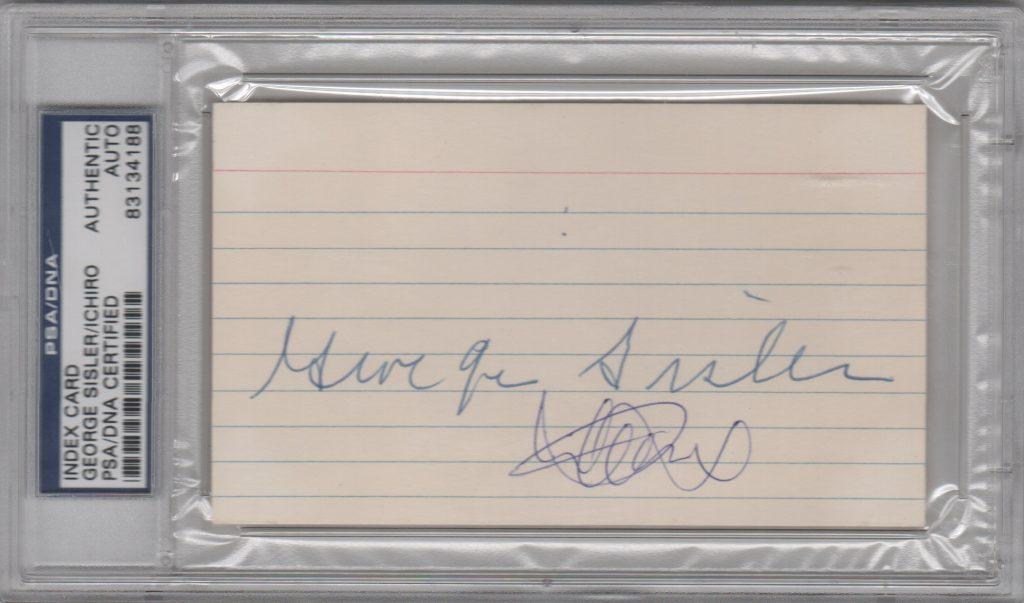 PSA/DNA
INDEX CARD
GEORGE SISLER/ICHIRO AUTHENTIC
PSA/DNA CERTIFIED AUTO
83134188
George Sisler